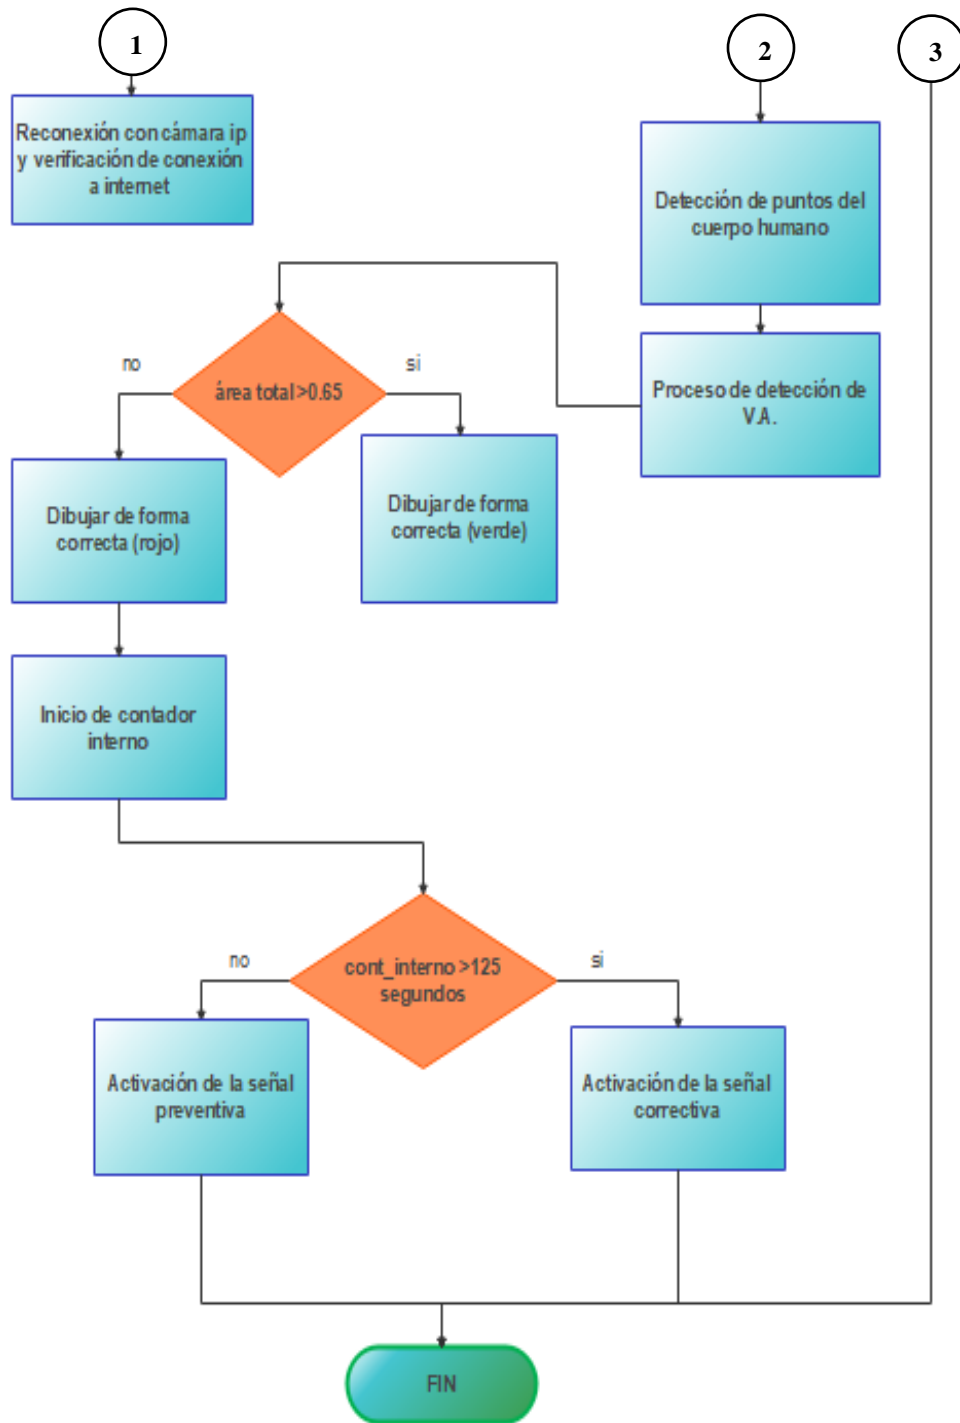 1
2
3
Reconexión con cámara ip
y verificación de conexión
a internet
Detección de puntos del
cuerpo humano
Proceso de detección de
V.A.
no
área total >0.65
si
Dibujar de forma
correcta (rojo)
Dibujar de forma
correcta (verde)
Inicio de contador
interno
no
cont_interno >125
segundos
si
Activación de la señal
preventiva
Activación de la señal
correctiva
FIN